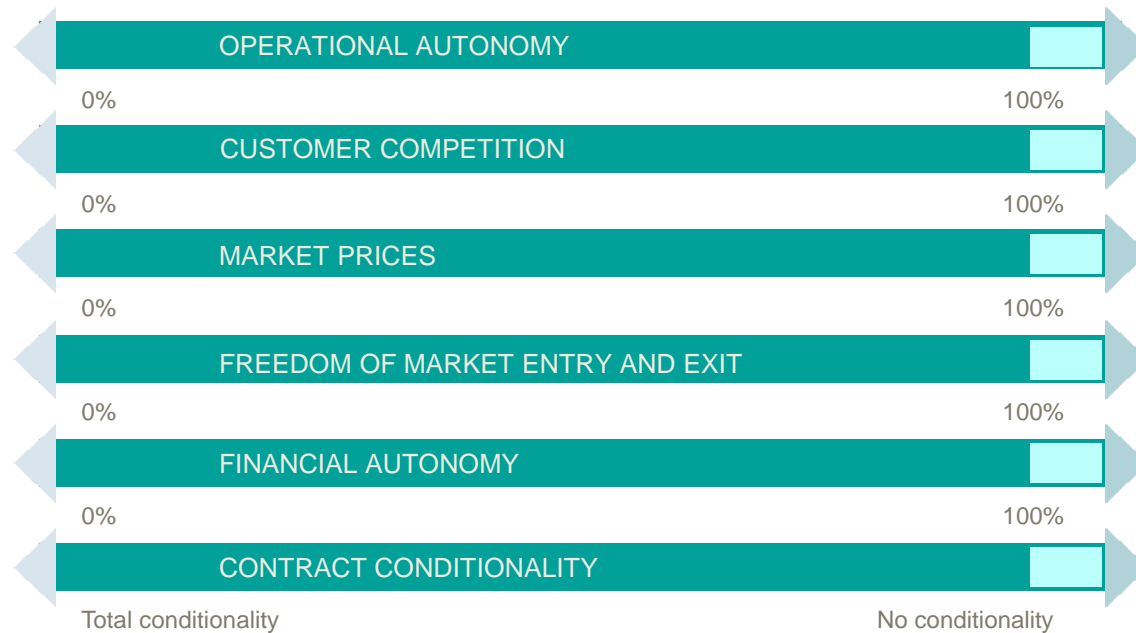 OPERATIONAL AUTONOMY
0% 100%
CUSTOMER COMPETITION
0% 100%
MARKET PRICES
0% 100%
FREEDOM OF MARKET ENTRY AND EXIT
0% 100%
FINANCIAL AUTONOMY
0% 100%
CONTRACT CONDITIONALITY
Total conditionality No conditionality